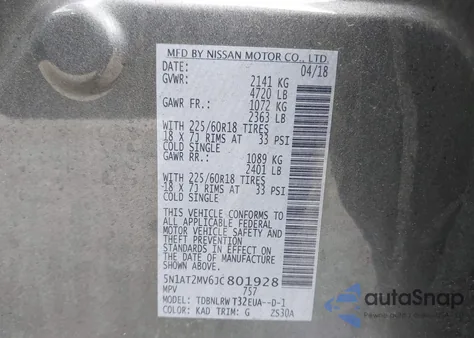 MFD BY NISSAN MOTOR CO., LTD.
DATE: 04/18
GVWR: 2141 KG
4720 LB
GAWR FR.: 1072 KG
2363 LB
WITH 225/60R18 TIRES
18 X 7J RIMS AT 33 PSI
COLD SINGLE
GAWR RR.: 1089 KG
2401 LB
WITH 225/60R18 TIRES
18 X 7J RIMS AT 33 PSI
COLD SINGLE
THIS VEHICLE CONFORMS TO
ALL APPLICABLE FEDERAL
MOTOR VEHICLE SAFETY AND
THEFT PREVENTION
STANDARDS IN EFFECT ON
THE DATE OF MANUFACTURE
SHOWN ABOVE.
5N1AT2MV6JC801928
MPV 757
MODEL: TDBNLRWT32EUA--D-1
COLOR: KAD TRIM: G ZS30A
autoSnap